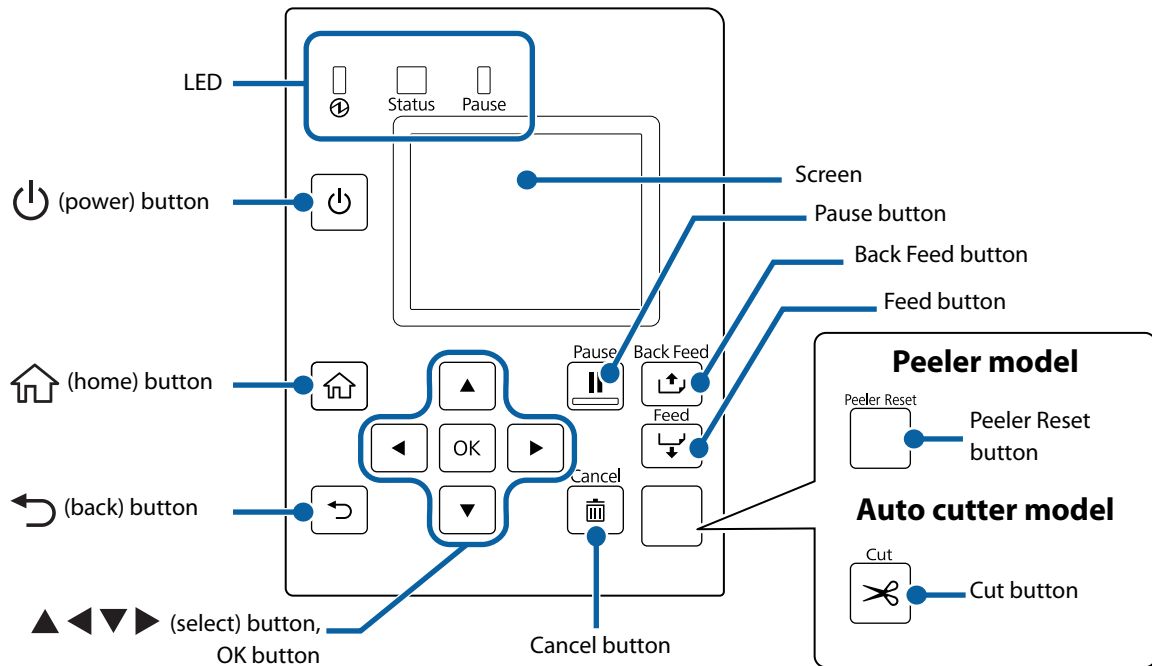 LED
Status
Pause
(power) button
Screen
Pause button
Back Feed button
Feed button
(home) button
Pause
Back Feed
Feed
OK
Cancel
(back) button
▲ ◀ ▼ ▶ (select) button,
OK button
Cancel button
Peeler model
Peeler Reset
Peeler Reset
button
Auto cutter model
Cut
Cut button